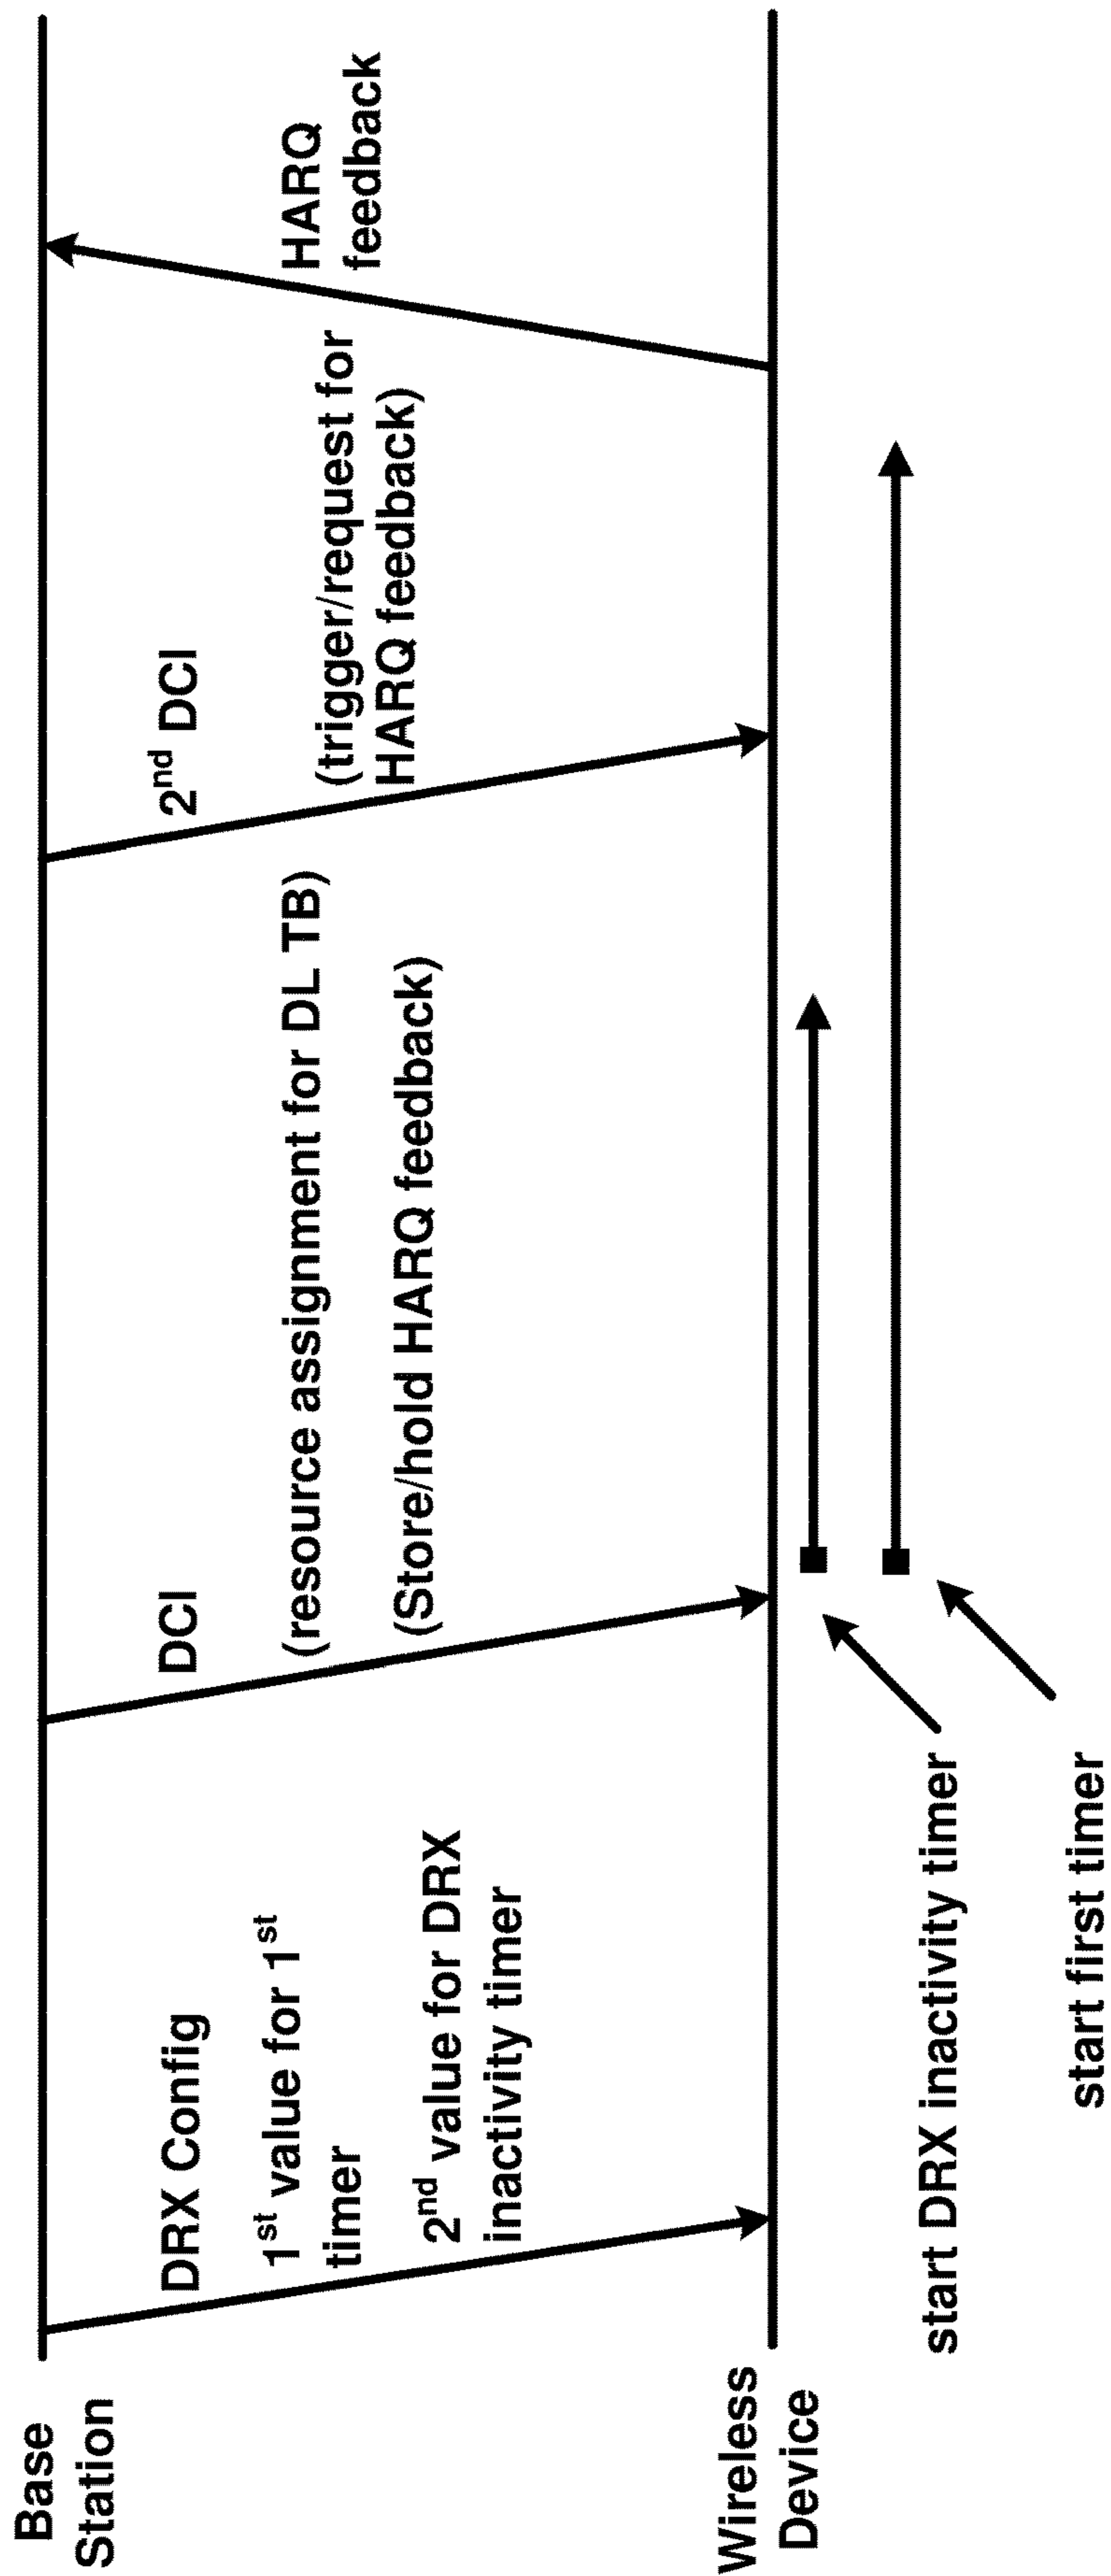 Base
Station
DRX Config
1st value for 1st
timer
2nd value for DRX
inactivity timer
DCI
(resource assignment for DL TB)
(Store/hold HARQ feedback)
2nd DCI
(trigger/request for
HARQ feedback)
HARQ
feedback
Wireless
Device
start DRX inactivity timer
start first timer